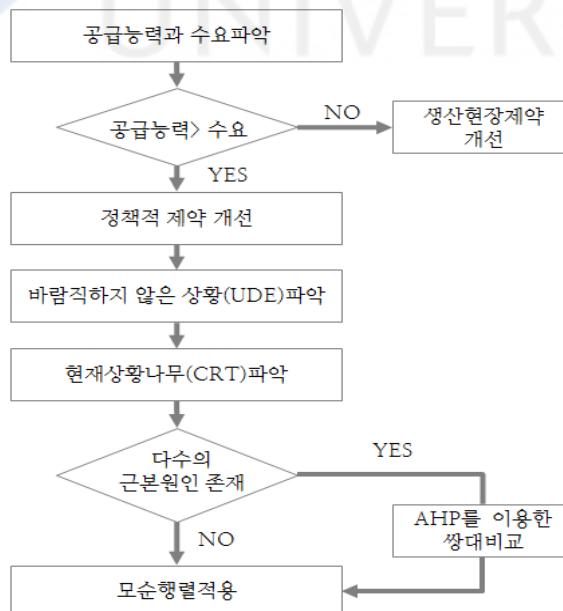 UNIVER
공급능력과 수요파악
공급능력> 수요
NO
생산현장제약
개선
YES
정책적 제약 개선
바람직하지 않은 상황(UDE)파악
현재상황나무(CRT)파악
다수의
근본원인 존재
YES
AHP를 이용한
쌍대비교
NO
모순행렬적용